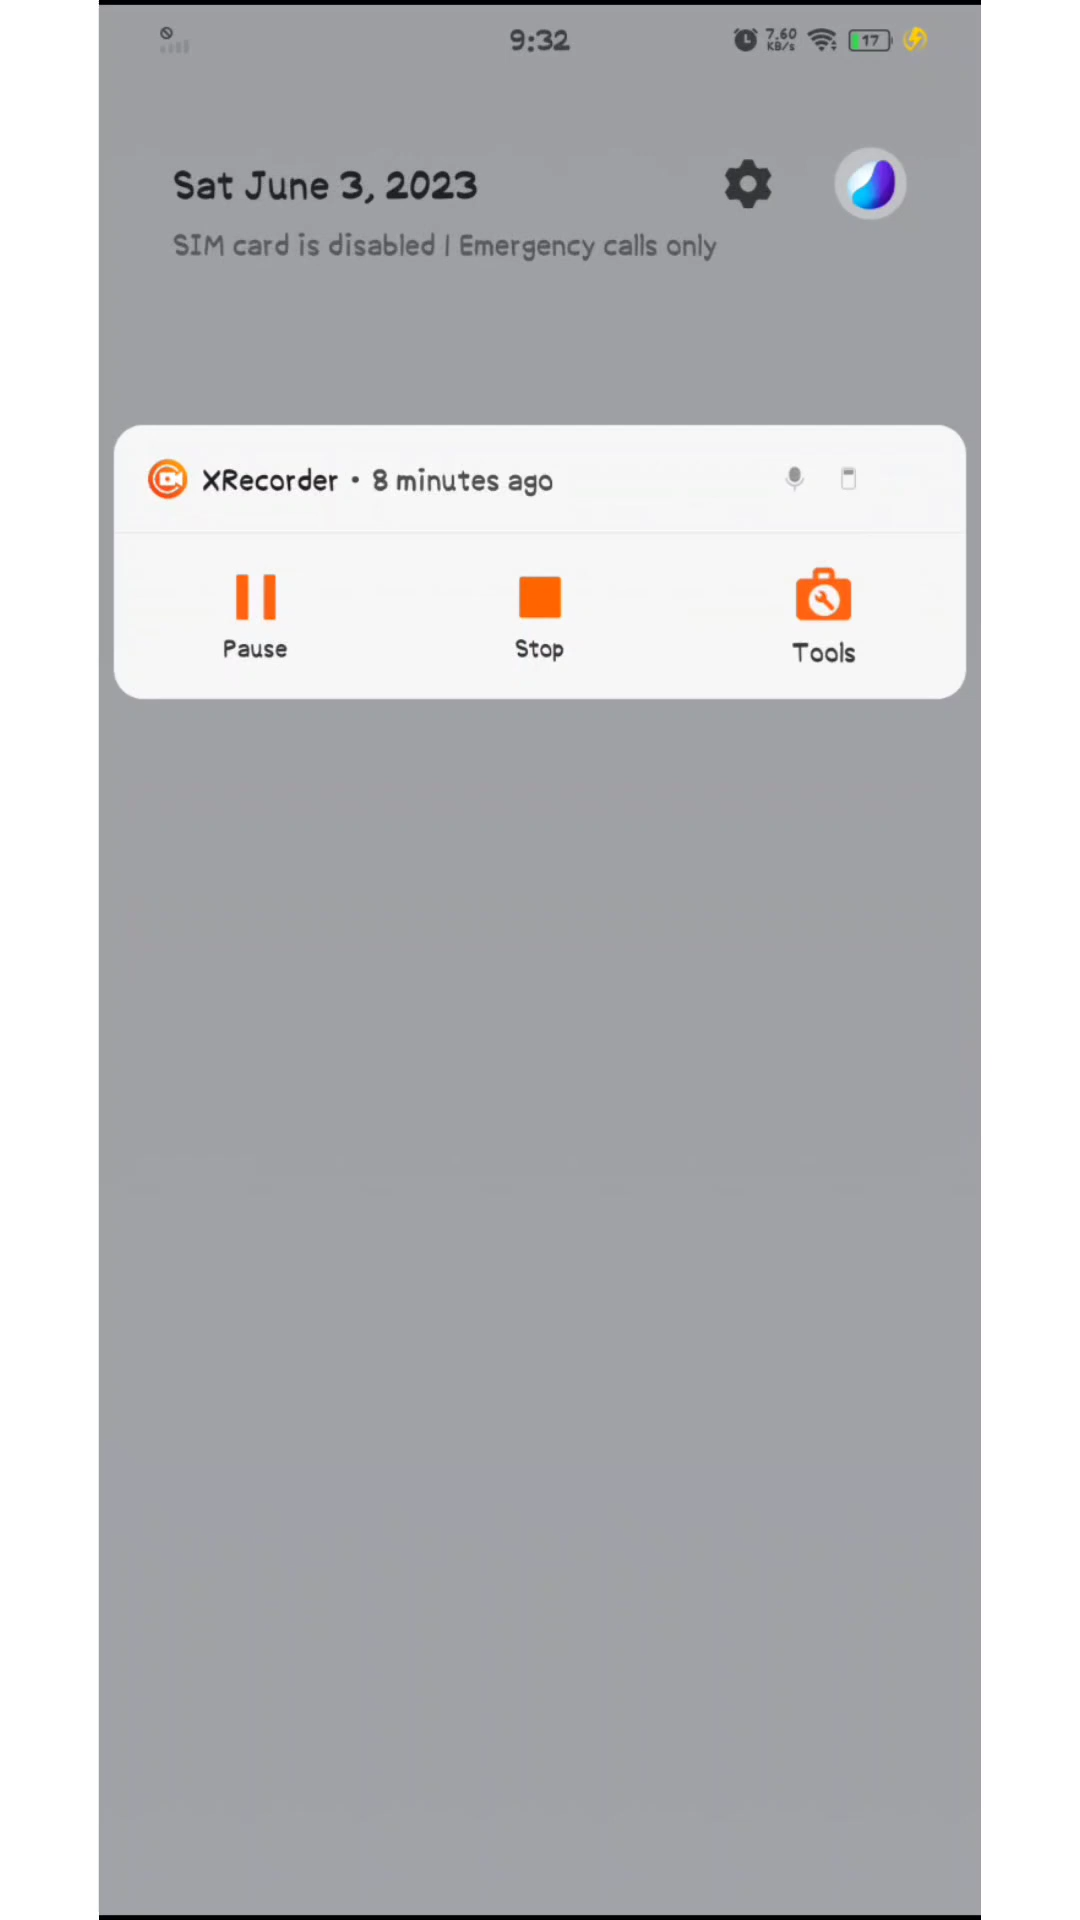 9:32
7.60
KB/s
17
Sat June 3, 2023
SIM card is disabled | Emergency calls only
XRecorder • 8 minutes ago
Pause
Stop
Tools